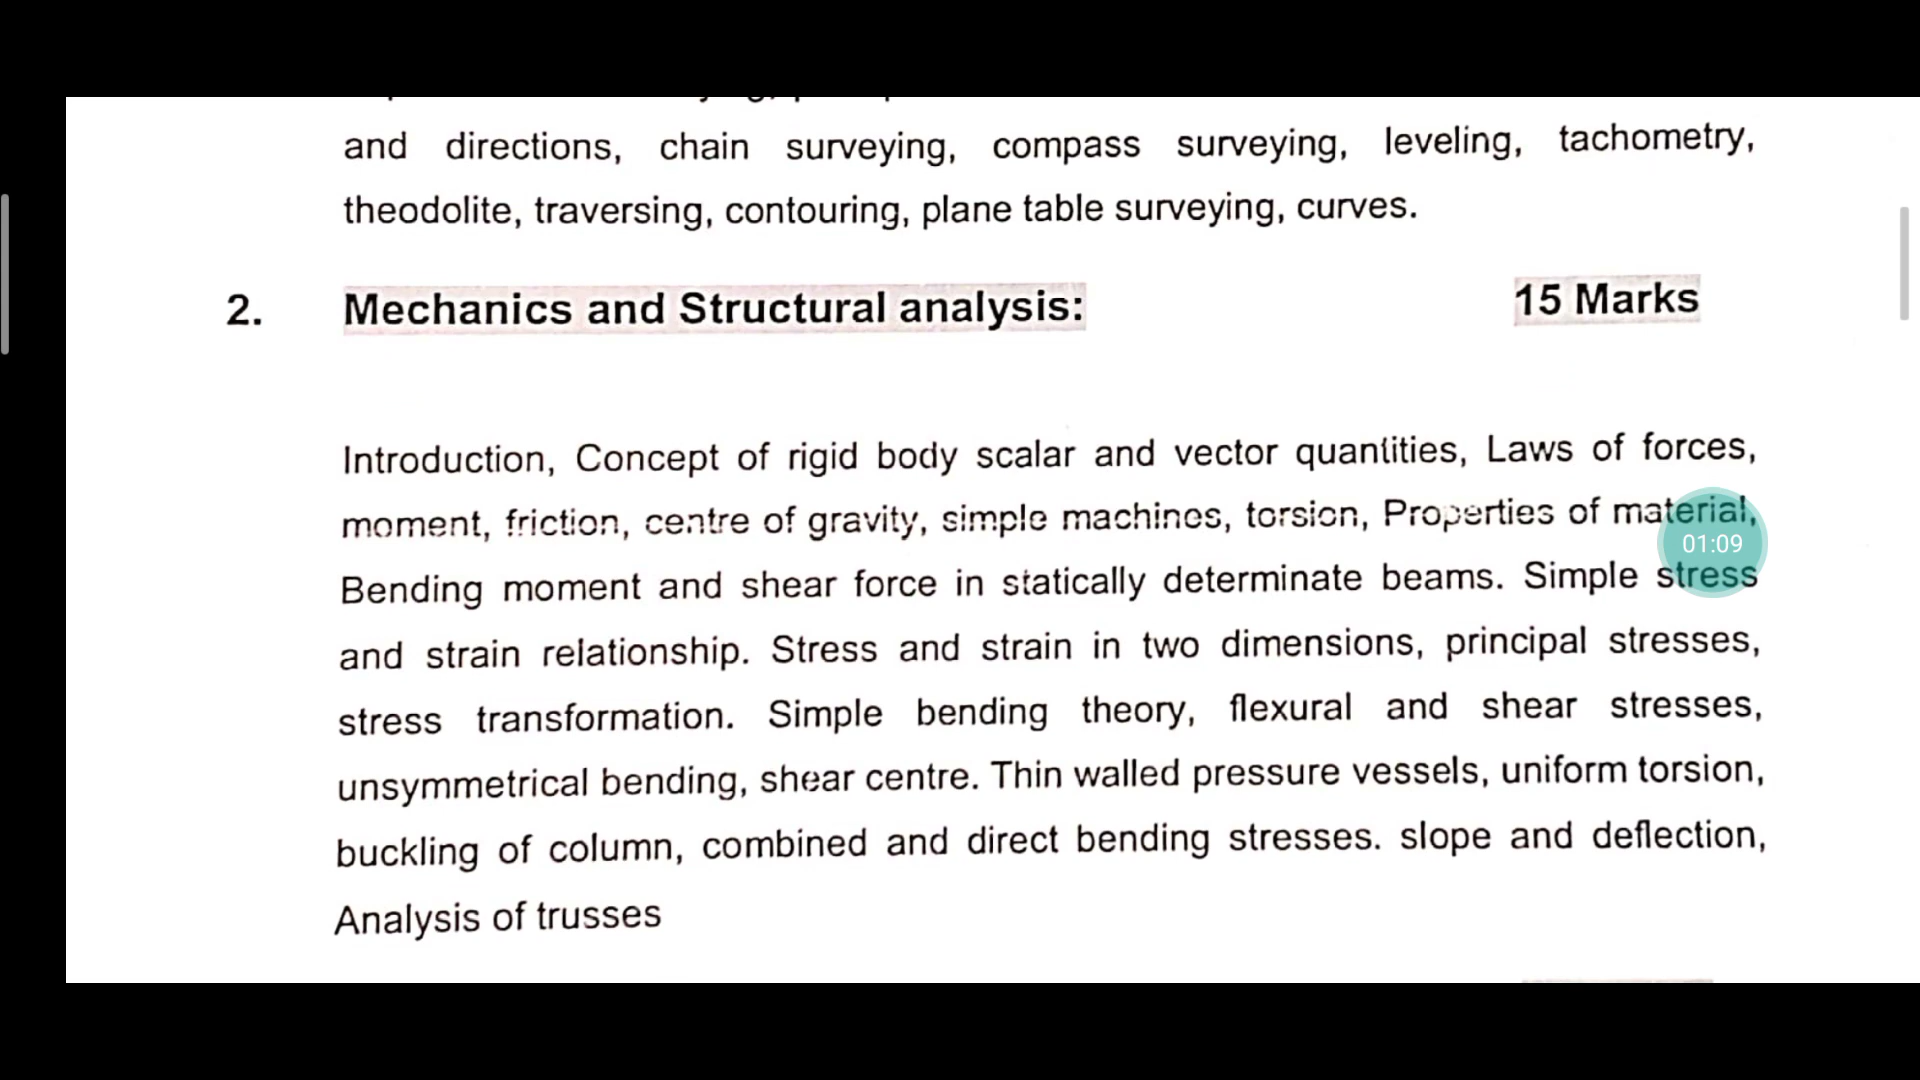 and directions, chain surveying, compass surveying, leveling, tachometry,
theodolite, traversing, contouring, plane table surveying, curves.
2. Mechanics and Structural analysis: 15 Marks
Introduction, Concept of rigid body scalar and vector quantities, Laws of forces,
moment, friction, centre of gravity, simple machines, torsion, Properties of material,
01:09
Bending moment and shear force in statically determinate beams. Simple stress
and strain relationship. Stress and strain in two dimensions, principal stresses,
stress transformation. Simple bending theory, flexural and shear stresses,
unsymmetrical bending, shear centre. Thin walled pressure vessels, uniform torsion,
buckling of column, combined and direct bending stresses. slope and deflection,
Analysis of trusses